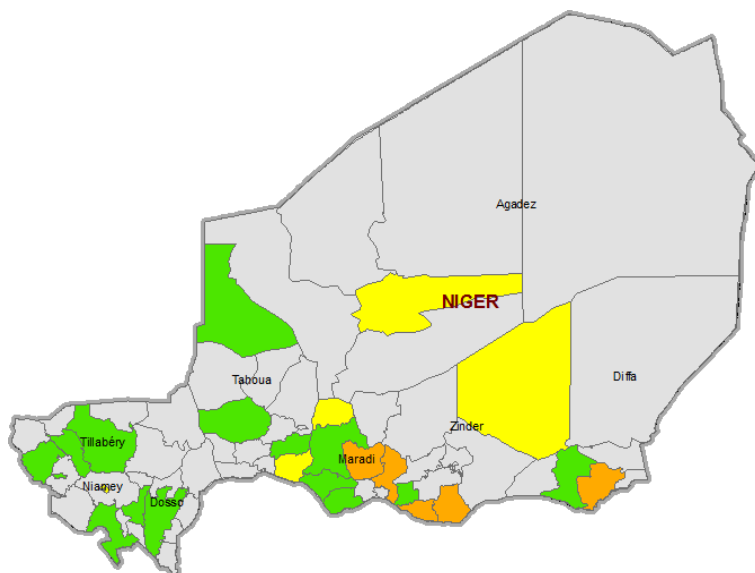 Agadez
NIGER
Tahoua
Diffa
Zinder
Tillabéry
Maradi
Niamey
Dosso